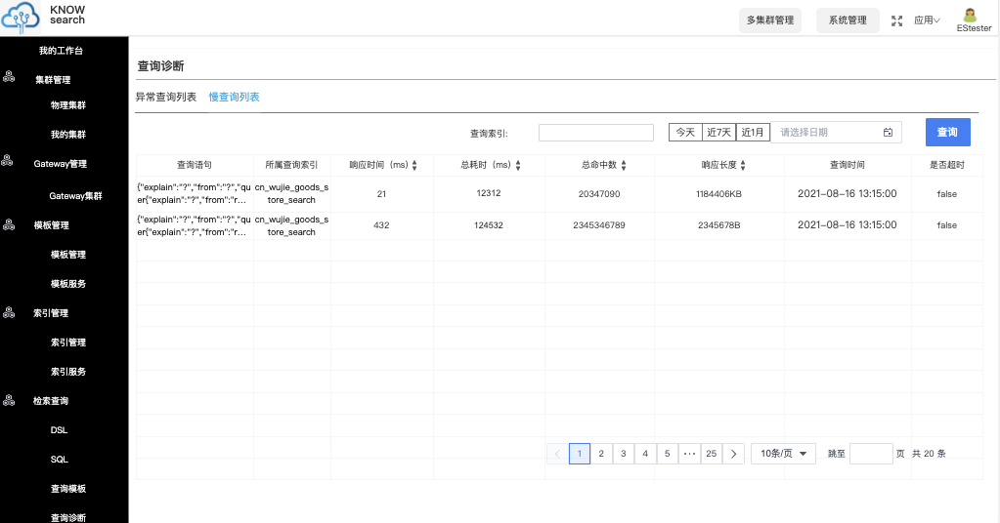 KNOW
search
多集群管理
系统管理
应用
EStester
我的工作台
集群管理
物理集群
我的集群
Gateway管理
Gateway集群
模板管理
模板管理
模板服务
索引管理
索引管理
索引服务
检索查询
DSL
SQL
查询模板
查询诊断
查询诊断
异常查询列表 慢查询列表
查询索引:
今天 近7天 近1月 请选择日期
查询
查询语句 所属查询索引 响应时间（ms） 总耗时（ms） 总命中数 响应长度 查询时间 是否超时
{"explain":"?","from":"?","qu
er{"explain":"?","from":"r...
cn_wujie_goods_s
tore_search
21 12312 20347090 1184406KB 2021-08-16 13:15:00 false
{"explain":"?","from":"?","qu
er{"explain":"?","from":"r...
cn_wujie_goods_s
tore_search
432 124532 2345346789 2345678B 2021-08-16 13:15:00 false
1 2 3 4 5 ··· 25 10条/页 跳至 页 共 20 条